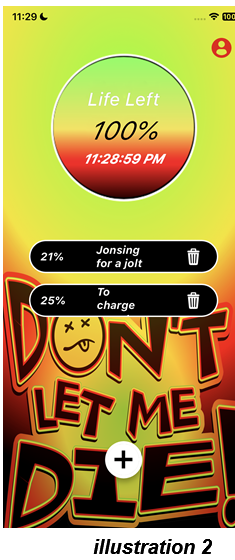 11:29
100
Life Left
100%
11:28:59 PM
21% Jonsing
for a jolt
25% To
charge
DON'T
LET ME
DIE!
+
illustration 2